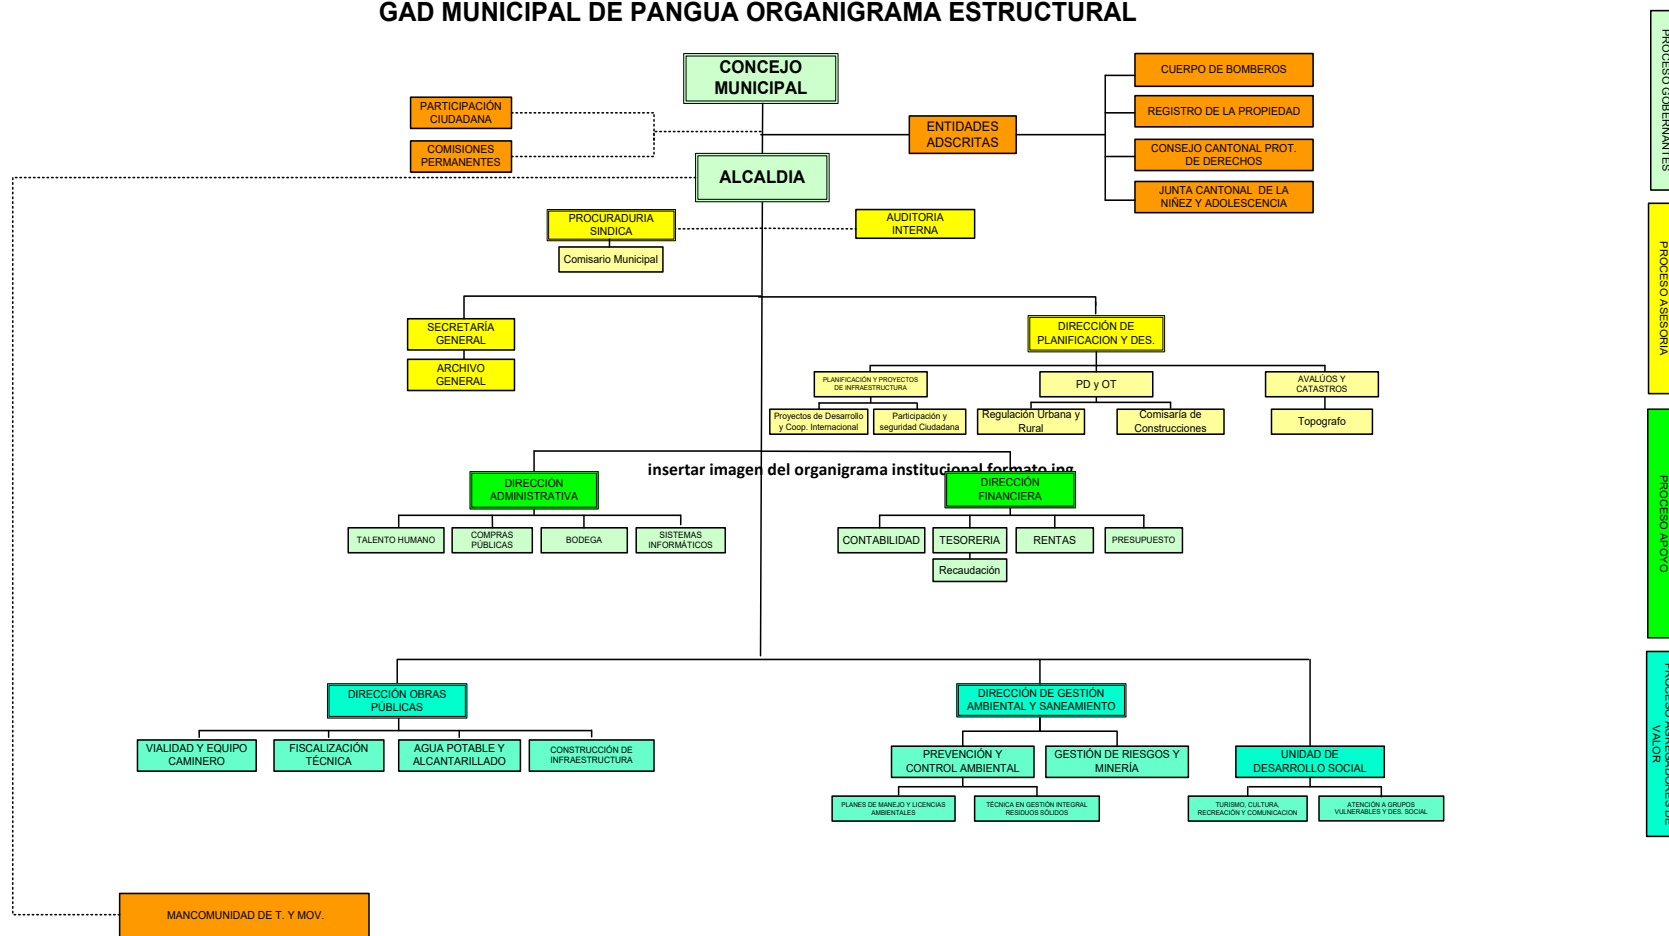 GAD MUNICIPAL DE PANGUA ORGANIGRAMA ESTRUCTURAL
CONCEJO
MUNICIPAL
PARTICIPACIÓN
CIUDADANA
COMISIONES
PERMANENTES
ENTIDADES
ADSCRITAS
CUERPO DE BOMBEROS
REGISTRO DE LA PROPIEDAD
CONSEJO CANTONAL PROT.
DE DERECHOS
JUNTA CANTONAL DE LA
NIÑEZ Y ADOLESCENCIA
ALCALDIA
PROCURADURIA
SINDICA
Comisario Municipal
AUDITORIA
INTERNA
SECRETARÍA
GENERAL
ARCHIVO
GENERAL
DIRECCIÓN DE
PLANIFICACION Y DES.
PLANIFICACIÓN Y PROYECTOS
DE INFRAESTRUCTURA
PD y OT
AVALÚOS Y
CATASTROS
Proyectos de Desarrollo
y Coop. Internacional
Participación y
seguridad Ciudadana
Regulación Urbana y
Rural
Comisaría de
Construcciones
Topografo
insertar imagen del organigrama institucional formato jpg
DIRECCIÓN
ADMINISTRATIVA
DIRECCIÓN
FINANCIERA
TALENTO HUMANO
COMPRAS
PÚBLICAS
BODEGA
SISTEMAS
INFORMÁTICOS
CONTABILIDAD
TESORERIA
RENTAS
PRESUPUESTO
Recaudación
DIRECCIÓN OBRAS
PÚBLICAS
DIRECCIÓN DE GESTIÓN
AMBIENTAL Y SANEAMIENTO
VIALIDAD Y EQUIPO
CAMINERO
FISCALIZACIÓN
TÉCNICA
AGUA POTABLE Y
ALCANTARILLADO
CONSTRUCCIÓN DE
INFRAESTRUCTURA
PREVENCIÓN Y
CONTROL AMBIENTAL
GESTIÓN DE RIESGOS Y
MINERÍA
UNIDAD DE
DESARROLLO SOCIAL
PLANES DE MANEJO Y LICENCIAS
AMBIENTALES
TÉCNICA EN GESTIÓN INTEGRAL
RESIDUOS SÓLIDOS
TURISMO, CULTURA,
RECREACIÓN Y COMUNICACION
ATENCIÓN A GRUPOS
VULNERABLES Y DES. SOCIAL
MANCOMUNIDAD DE T. Y MOV.
PROCESO GOBERNANTES
PROCESO ASESORIA
PROCESO APOYO
PROCESO AGREGADORES DE
VALOR